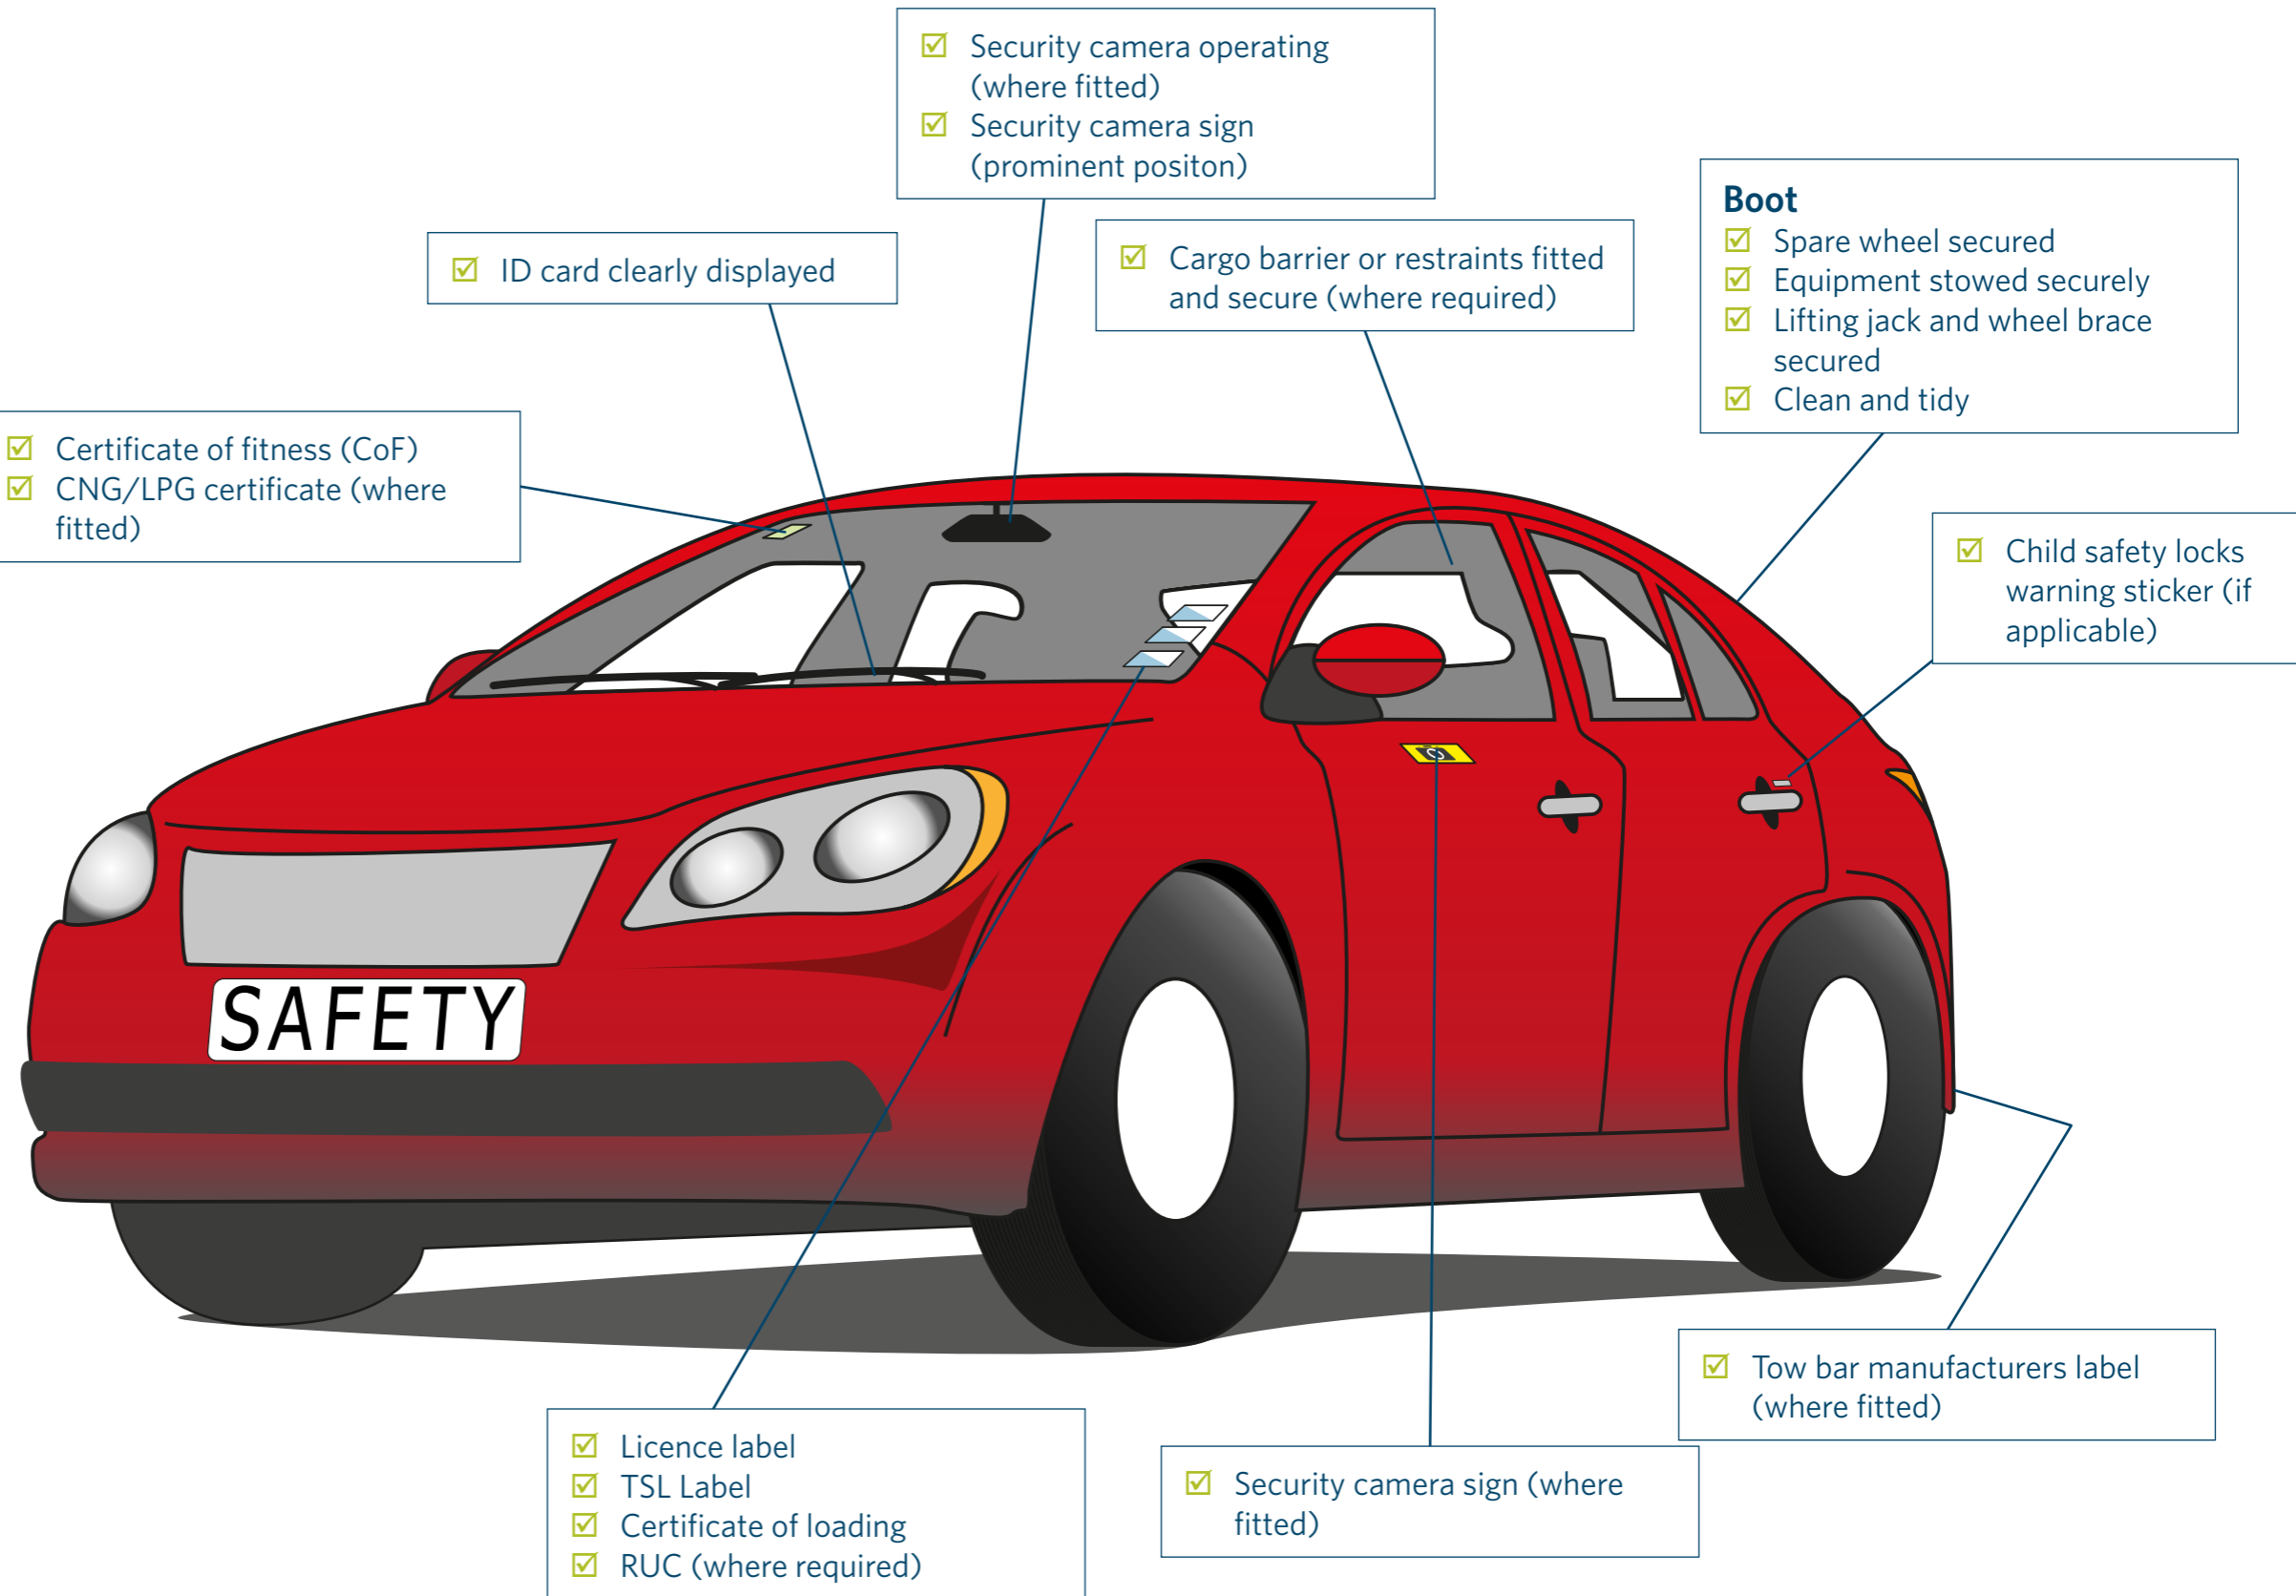 Security camera operating
(where fitted)
Security camera sign
(prominent positon)
Boot
Spare wheel secured
Equipment stowed securely
Lifting jack and wheel brace
secured
Clean and tidy
ID card clearly displayed
Cargo barrier or restraints fitted
and secure (where required)
Certificate of fitness (CoF)
CNG/LPG certificate (where
fitted)
Child safety locks
warning sticker (if
applicable)
SAFETY
Tow bar manufacturers label
(where fitted)
Licence label
TSL Label
Certificate of loading
RUC (where required)
Security camera sign (where
fitted)